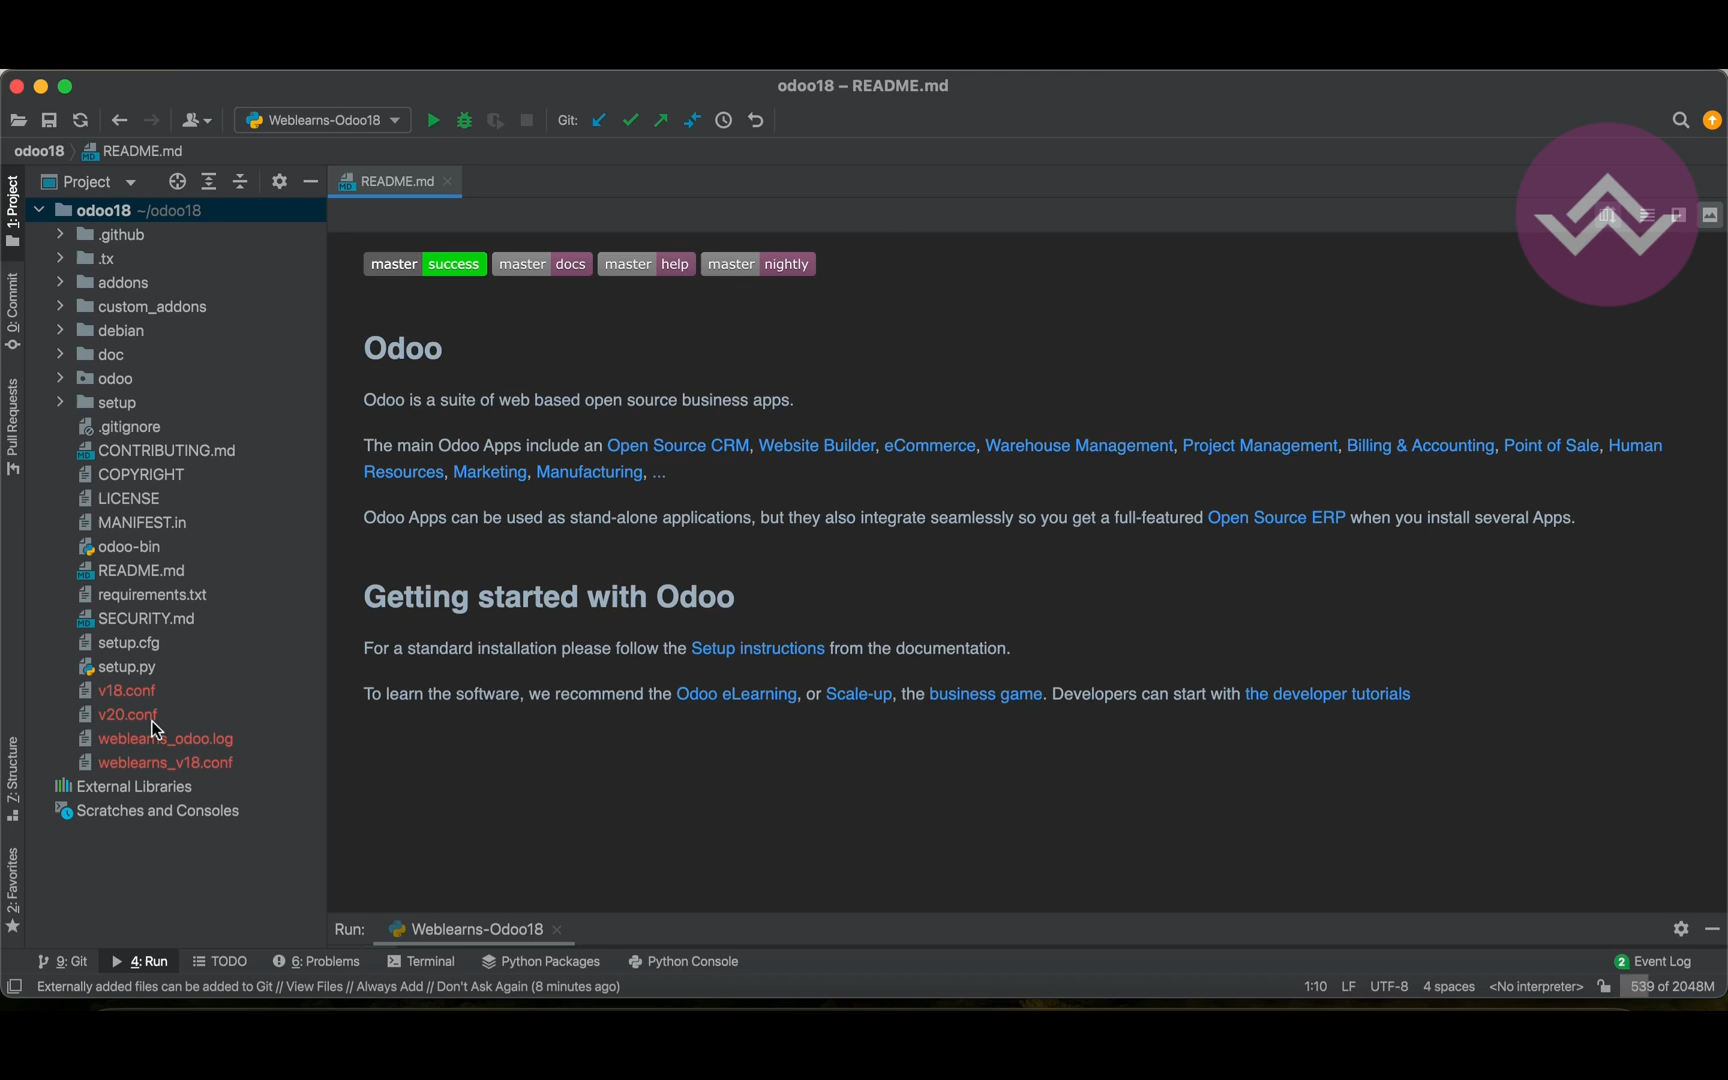 odoo18 – README.md
Weblearns-Odoo18
Git:
odoo18
README.md
Project
README.md
1: Project
0: Commit
Pull Requests
7: Structure
2: Favorites
odoo18 ~/odoo18
.github
.tx
addons
custom_addons
debian
doc
odoo
setup
.gitignore
CONTRIBUTING.md
COPYRIGHT
LICENSE
MANIFEST.in
odoo-bin
README.md
requirements.txt
SECURITY.md
setup.cfg
setup.py
v18.conf
v20.conf
weblearns_odoo.log
weblearns_v18.conf
External Libraries
Scratches and Consoles
master success master docs master help master nightly
Odoo
Odoo is a suite of web based open source business apps.
The main Odoo Apps include an Open Source CRM, Website Builder, eCommerce, Warehouse Management, Project Management, Billing & Accounting, Point of Sale, Human
Resources, Marketing, Manufacturing, ...
Odoo Apps can be used as stand-alone applications, but they also integrate seamlessly so you get a full-featured Open Source ERP when you install several Apps.
Getting started with Odoo
For a standard installation please follow the Setup instructions from the documentation.
To learn the software, we recommend the Odoo eLearning, or Scale-up, the business game. Developers can start with the developer tutorials
Run: Weblearns-Odoo18
9: Git
4: Run
TODO
6: Problems
Terminal
Python Packages
Python Console
2 Event Log
Externally added files can be added to Git // View Files // Always Add // Don't Ask Again (8 minutes ago)
1:10 LF UTF-8 4 spaces <No interpreter> 539 of 2048M